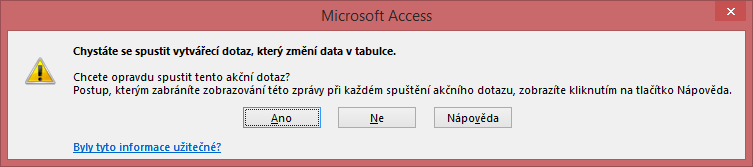 Microsoft Access
Chystáte se spustit vytvářecí dotaz, který změní data v tabulce.
Chcete opravdu spustit tento akční dotaz?
Postup, kterým zabráníte zobrazování této zprávy při každém spuštění akčního dotazu, zobrazíte kliknutím na tlačítko Nápověda.
Ano Ne Nápověda
Byly tyto informace užitečné?